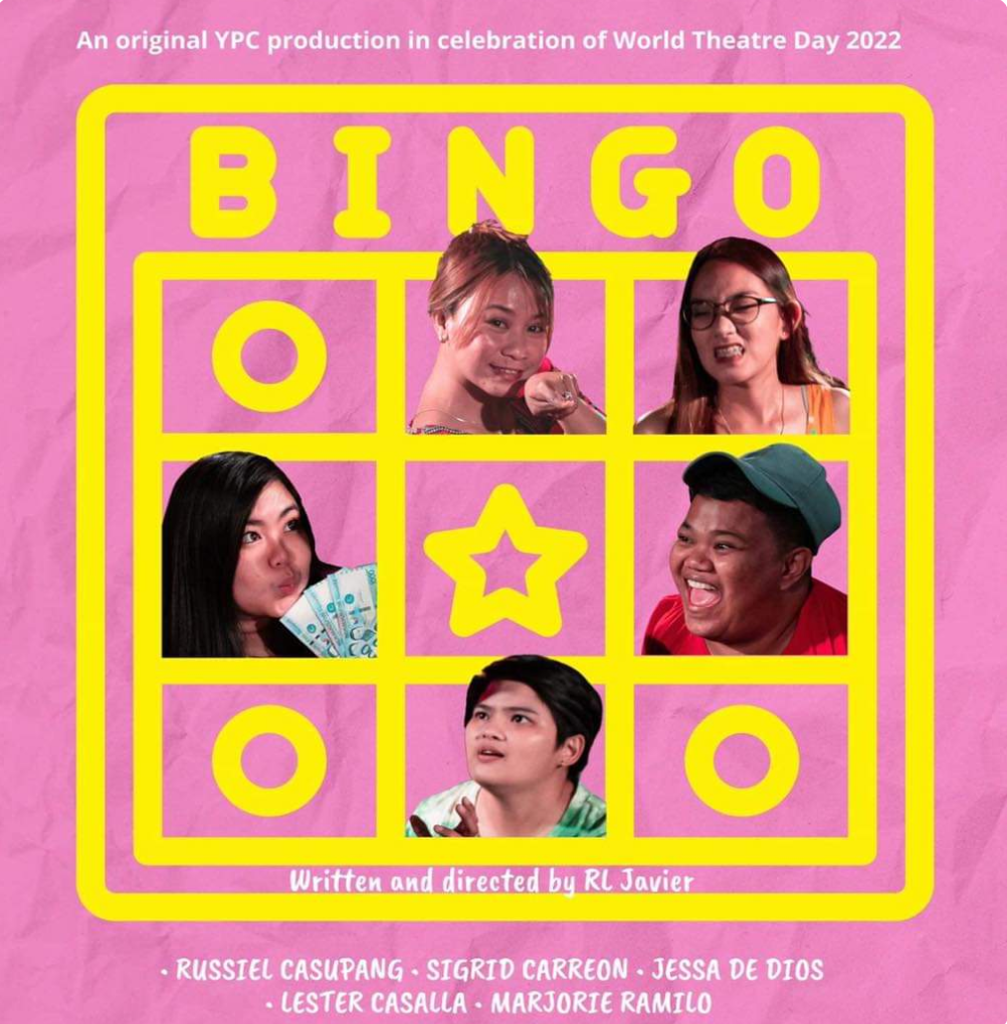 An original YPC production in celebration of World Theatre Day 2022
BINGO
Written and directed by RL Javier
• RUSSIEL CASUPANG • SIGRID CARREON • JESSA DE DIOS
• LESTER CASALLA • MARJORIE RAMILO